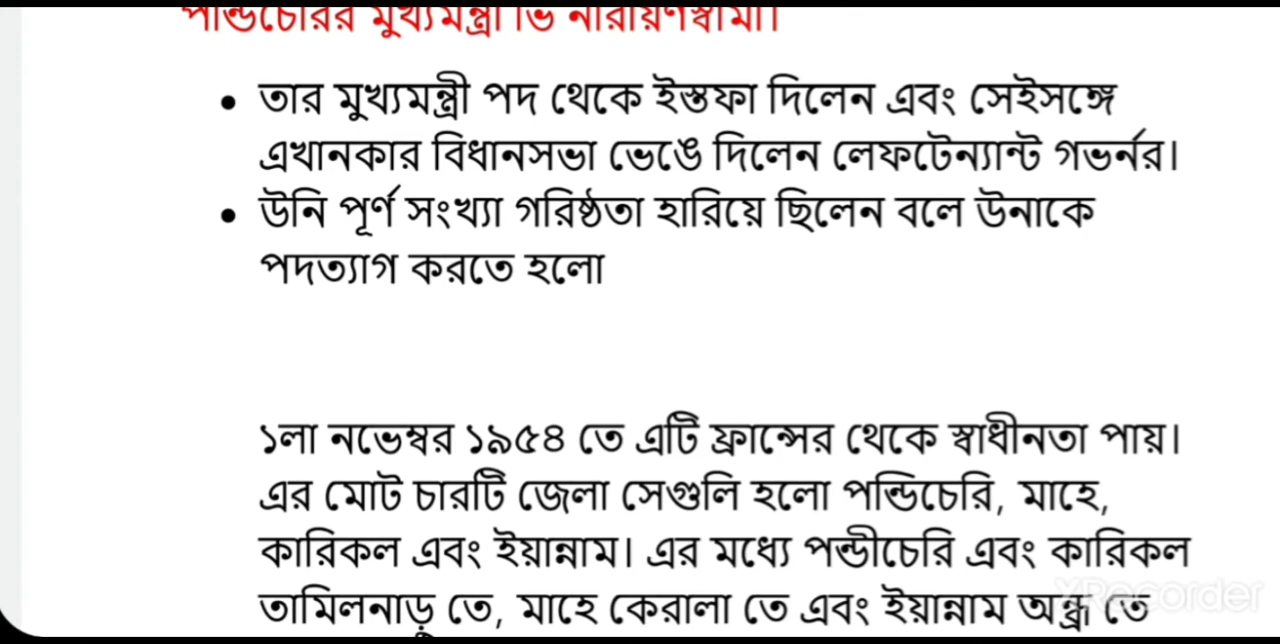 পন্ডিচেরির মুখ্যমন্ত্রী ভি নারায়ণস্বামী।
তার মুখ্যমন্ত্রী পদ থেকে ইস্তফা দিলেন এবং সেইসঙ্গে
এখানকার বিধানসভা ভেঙে দিলেন লেফটেন্যান্ট গভর্নর।
উনি পূর্ণ সংখ্যা গরিষ্ঠতা হারিয়ে ছিলেন বলে উনাকে
পদত্যাগ করতে হলো
১লা নভেম্বর ১৯৫৪ তে এটি ফ্রান্সের থেকে স্বাধীনতা পায়।
এর মোট চারটি জেলা সেগুলি হলো পন্ডিচেরি, মাহে,
কারিকল এবং ইয়ান্নাম। এর মধ্যে পন্ডীচেরি এবং কারিকল
তামিলনাড়ু তে, মাহে কেরালা তে এবং ইয়ান্নাম অন্ধ্র তে
XRecorder